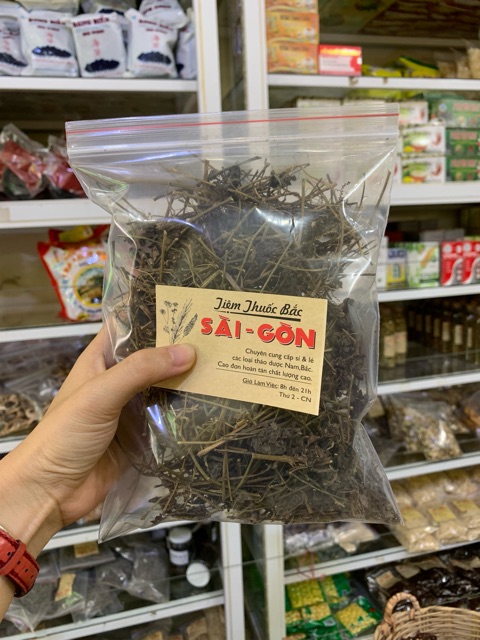 Tiệm Thuốc Bắc
SÀI-GÒN
Chuyên cung cấp sỉ & lẻ
các loại thảo dược Nam,Bắc.
Cao đơn hoàn tán chất lượng cao.
Giờ Làm Việc: 8h đến 21h
Thứ 2 - CN